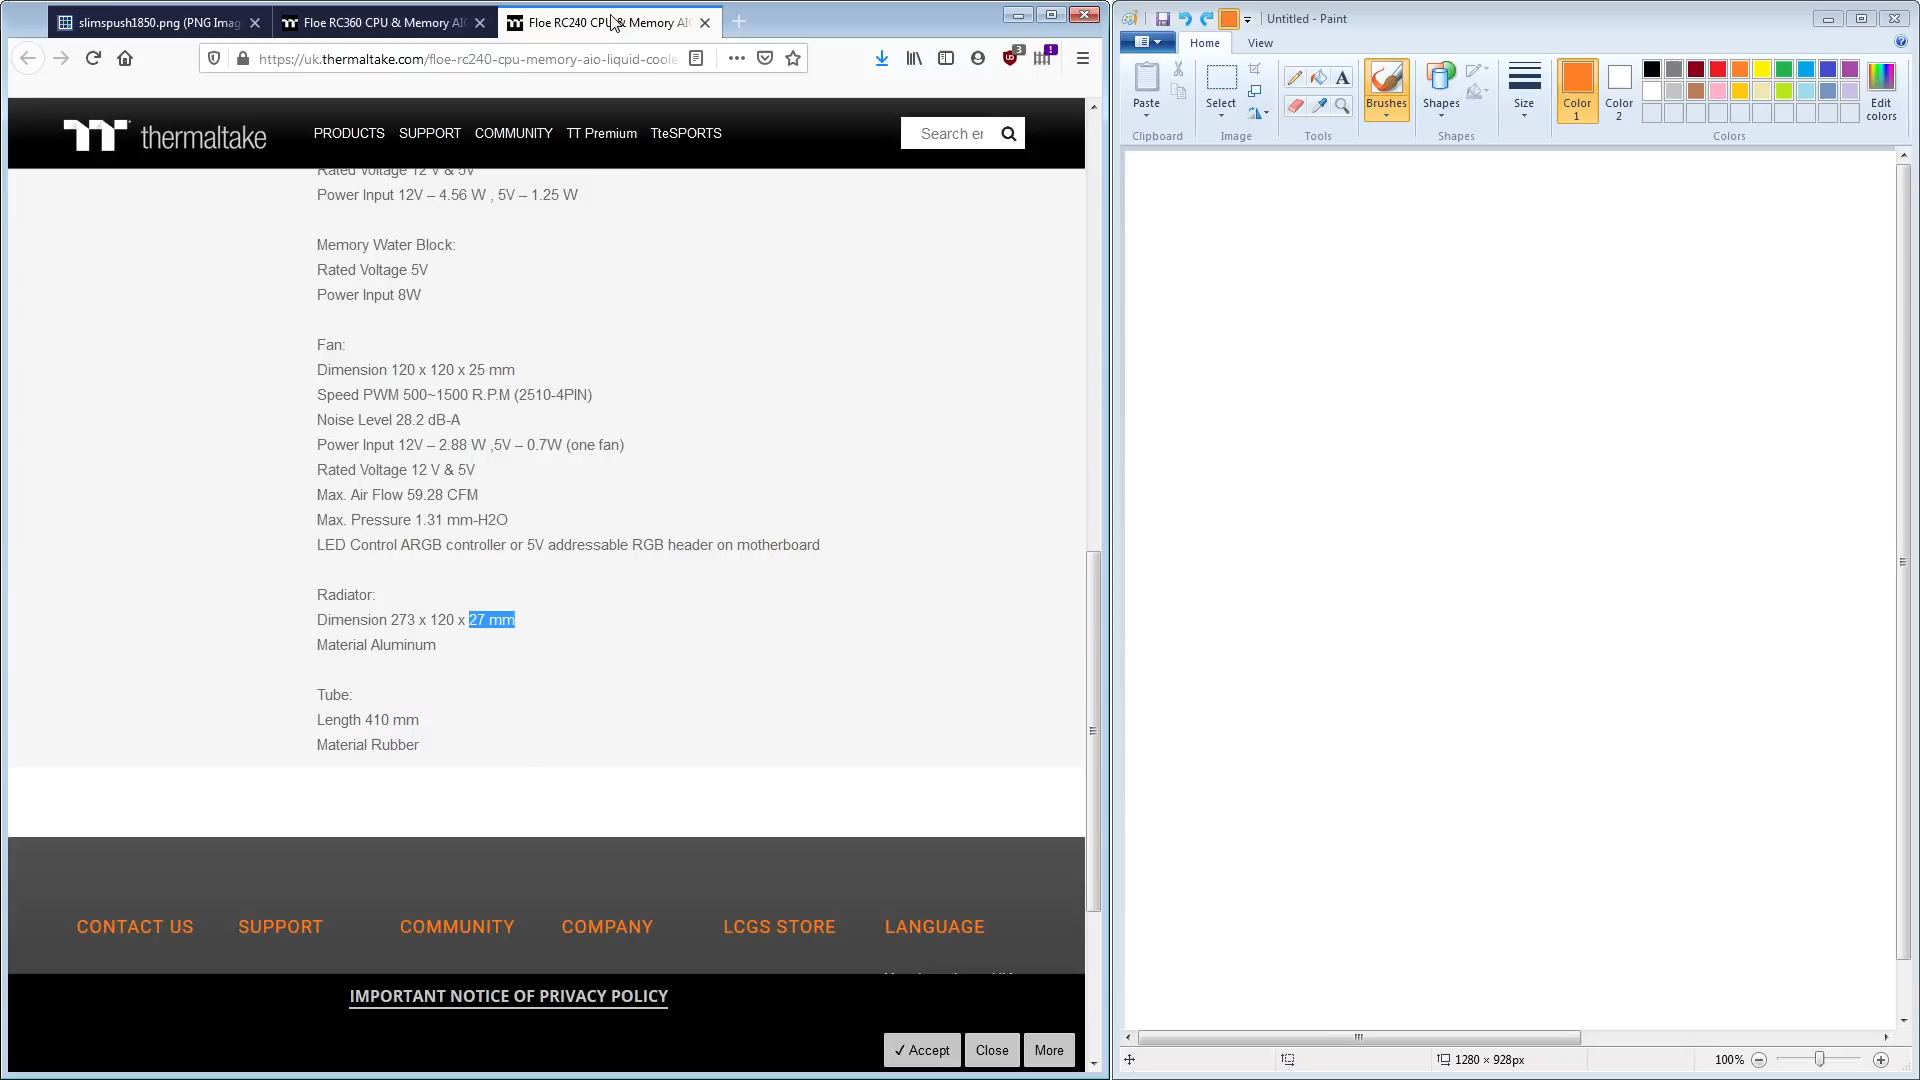 slimspush1850.png (PNG Imag
Floe RC360 CPU & Memory AI
Floe RC240 CPU & Memory AI
https://uk.thermaltake.com/floe-rc240-cpu-memory-aio-liquid-coole
3
!
thermaltake
PRODUCTS SUPPORT COMMUNITY TT Premium TteSPORTS
Search er
Rated Voltage 12 V & 5V
Power Input 12V – 4.56 W , 5V – 1.25 W
Memory Water Block:
Rated Voltage 5V
Power Input 8W
Fan:
Dimension 120 x 120 x 25 mm
Speed PWM 500~1500 R.P.M (2510-4PIN)
Noise Level 28.2 dB-A
Power Input 12V – 2.88 W ,5V – 0.7W (one fan)
Rated Voltage 12 V & 5V
Max. Air Flow 59.28 CFM
Max. Pressure 1.31 mm-H2O
LED Control ARGB controller or 5V addressable RGB header on motherboard
Radiator:
Dimension 273 x 120 x 27 mm
Material Aluminum
Tube:
Length 410 mm
Material Rubber
CONTACT US SUPPORT COMMUNITY COMPANY LCGS STORE LANGUAGE
IMPORTANT NOTICE OF PRIVACY POLICY
✓ Accept Close More
Untitled - Paint
Home View
Paste
Select
Brushes
Shapes
Size
Color 1
Color 2
Edit colors
Clipboard Image Tools Shapes Colors
1280 × 928px
100%